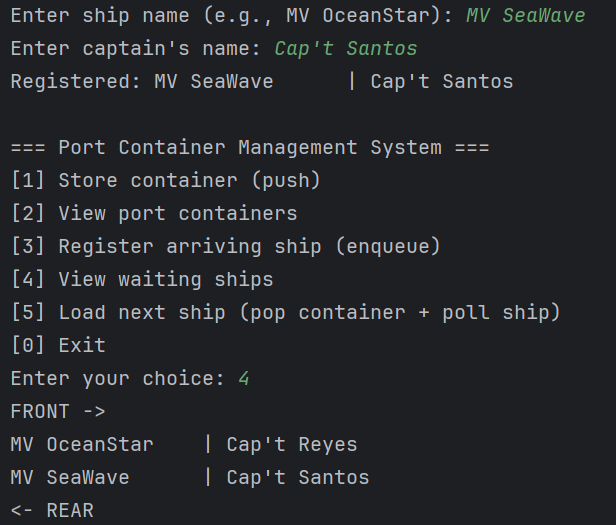 Enter ship name (e.g., MV OceanStar): MV SeaWave
Enter captain's name: Cap't Santos
Registered: MV SeaWave      | Cap't Santos

=== Port Container Management System ===
[1] Store container (push)
[2] View port containers
[3] Register arriving ship (enqueue)
[4] View waiting ships
[5] Load next ship (pop container + poll ship)
[0] Exit
Enter your choice: 4
FRONT ->
MV OceanStar    | Cap't Reyes
MV SeaWave      | Cap't Santos
<- REAR